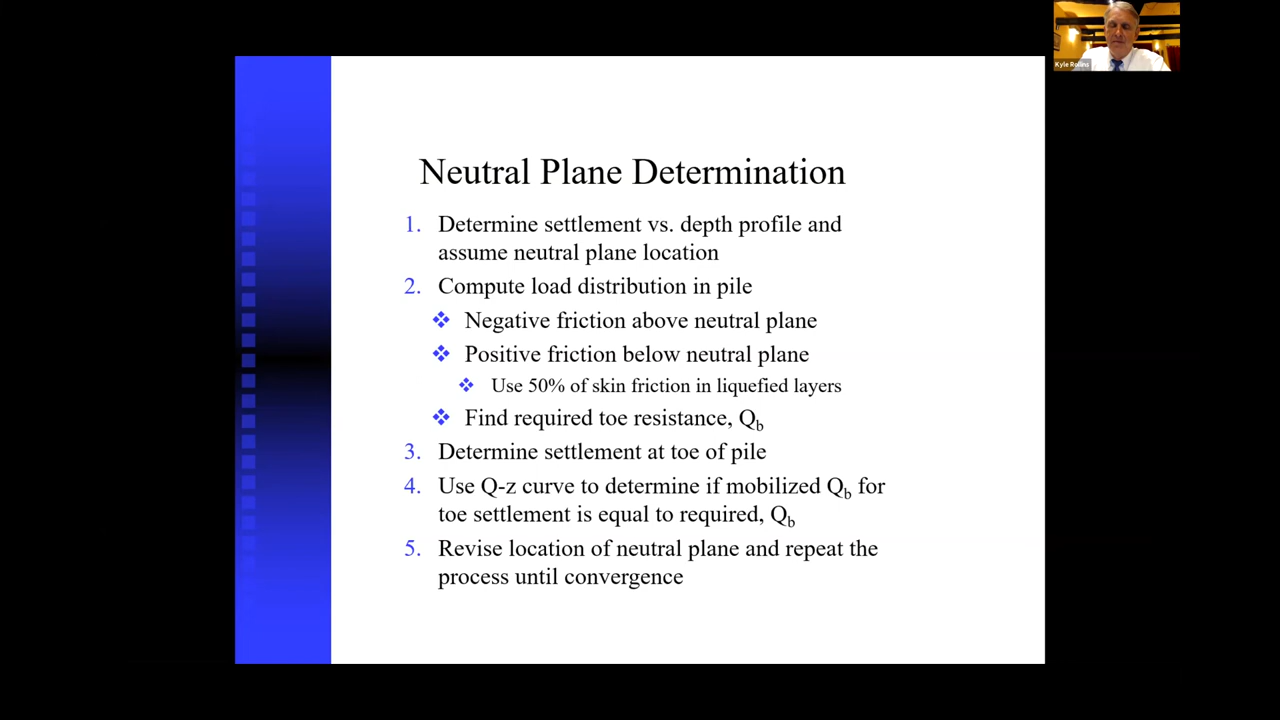 Kyle Rollins
Neutral Plane Determination
1. Determine settlement vs. depth profile and
assume neutral plane location
2. Compute load distribution in pile
❖ Negative friction above neutral plane
❖ Positive friction below neutral plane
❖ Use 50% of skin friction in liquefied layers
❖ Find required toe resistance, Qb
3. Determine settlement at toe of pile
4. Use Q-z curve to determine if mobilized Qb for
toe settlement is equal to required, Qb
5. Revise location of neutral plane and repeat the
process until convergence